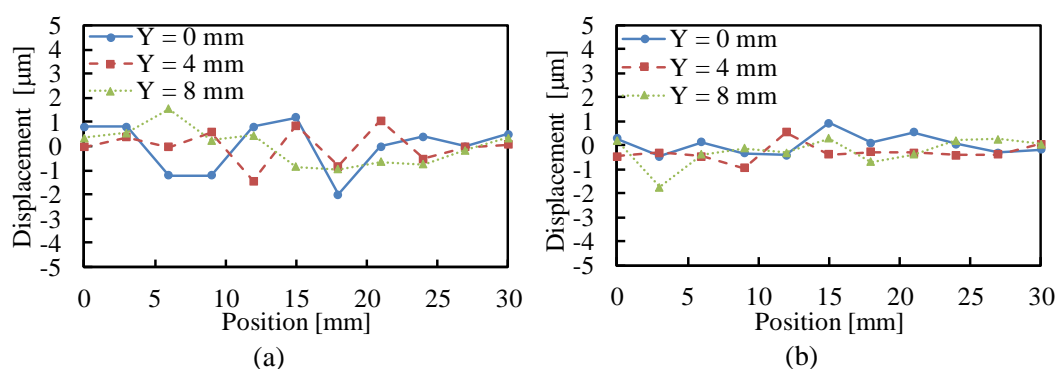 Displacement [μm]
5
4
3
2
1
0
-1
-2
-3
-4
-5
Y = 0 mm
Y = 4 mm
Y = 8 mm
0 5 10 15 20 25 30
Position [mm]
(a)
Displacement [μm]
5
4
3
2
1
0
-1
-2
-3
-4
-5
Y = 0 mm
Y = 4 mm
Y = 8 mm
0 5 10 15 20 25 30
Position [mm]
(b)